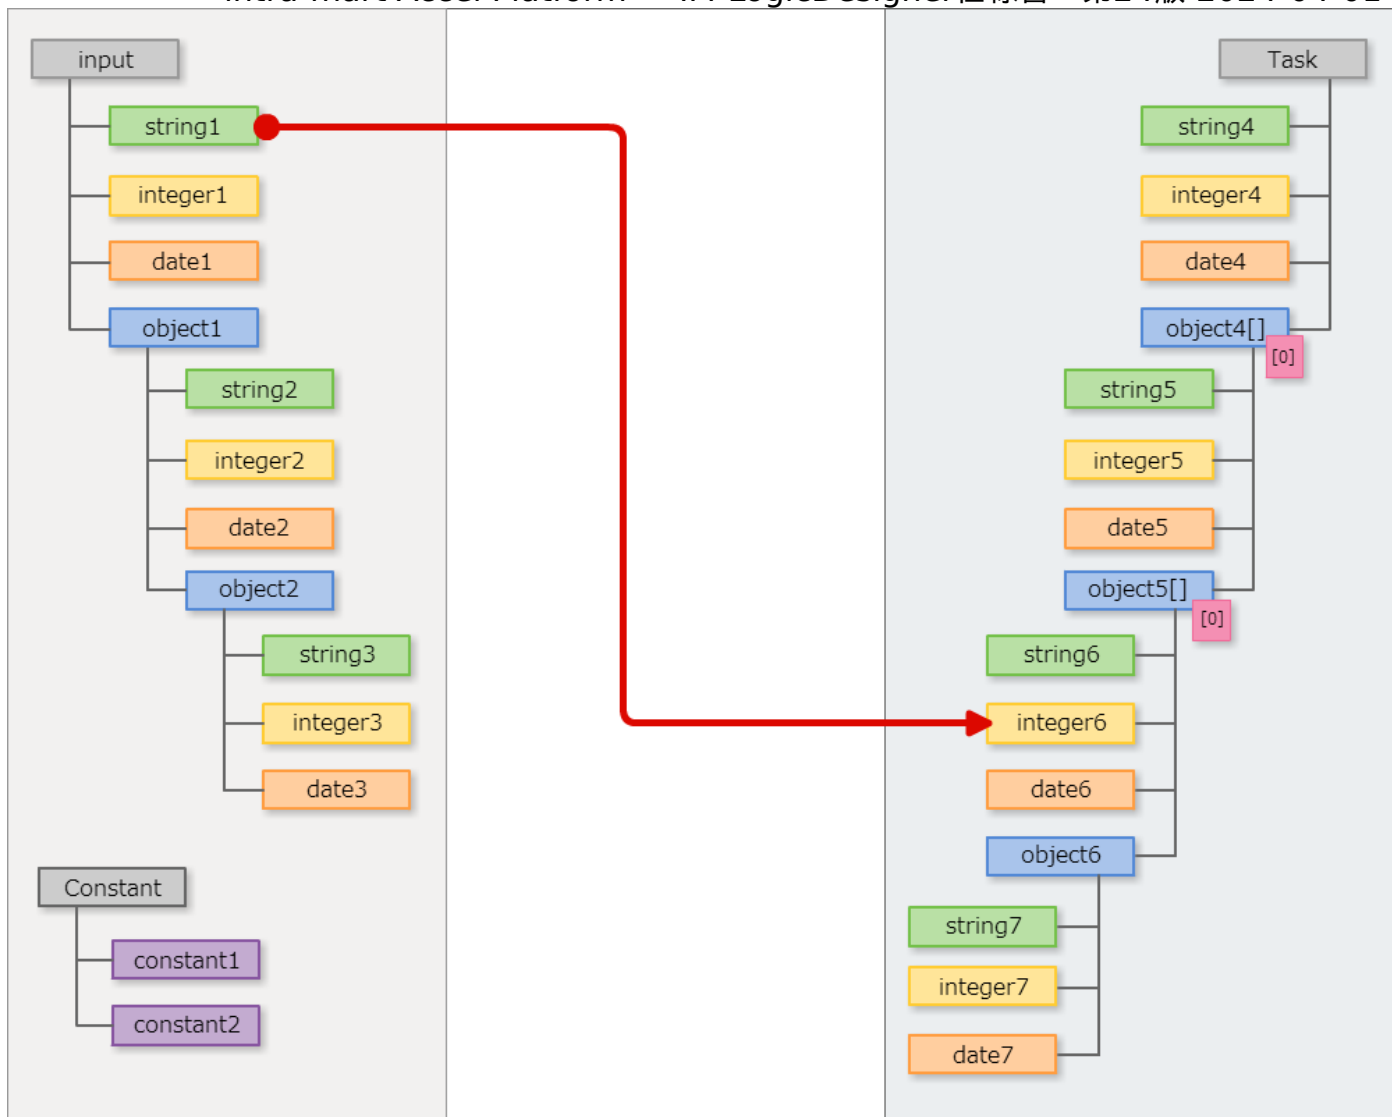 input
string1
integer1
date1
object1
string2
integer2
date2
object2
string3
integer3
date3
Constant
constant1
constant2
Task
string4
integer4
date4
object4[]
[0]
string5
integer5
date5
object5[]
[0]
string6
integer6
date6
object6
string7
integer7
date7